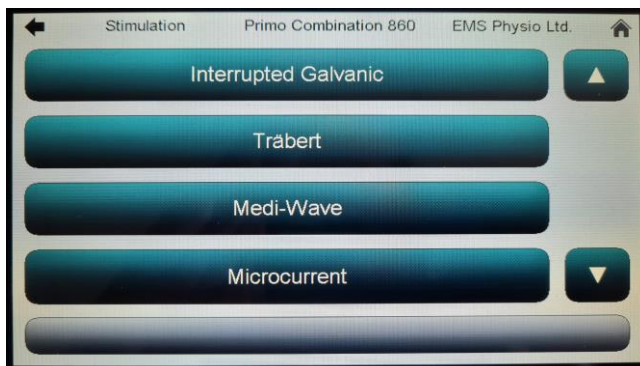 Stimulation Primo Combination 860 EMS Physio Ltd.
Interrupted Galvanic
Träbert
Medi-Wave
Microcurrent